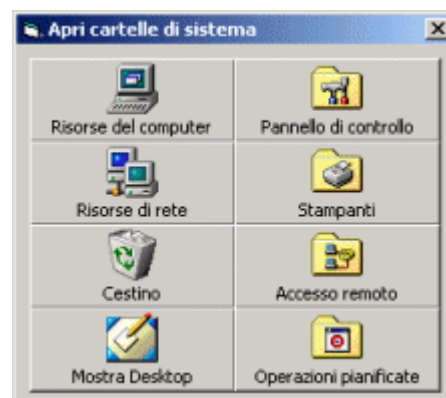 Apri cartelle di sistema
Risorse del computer
Pannello di controllo
Risorse di rete
Stampanti
Cestino
Accesso remoto
Mostra Desktop
Operazioni pianificate